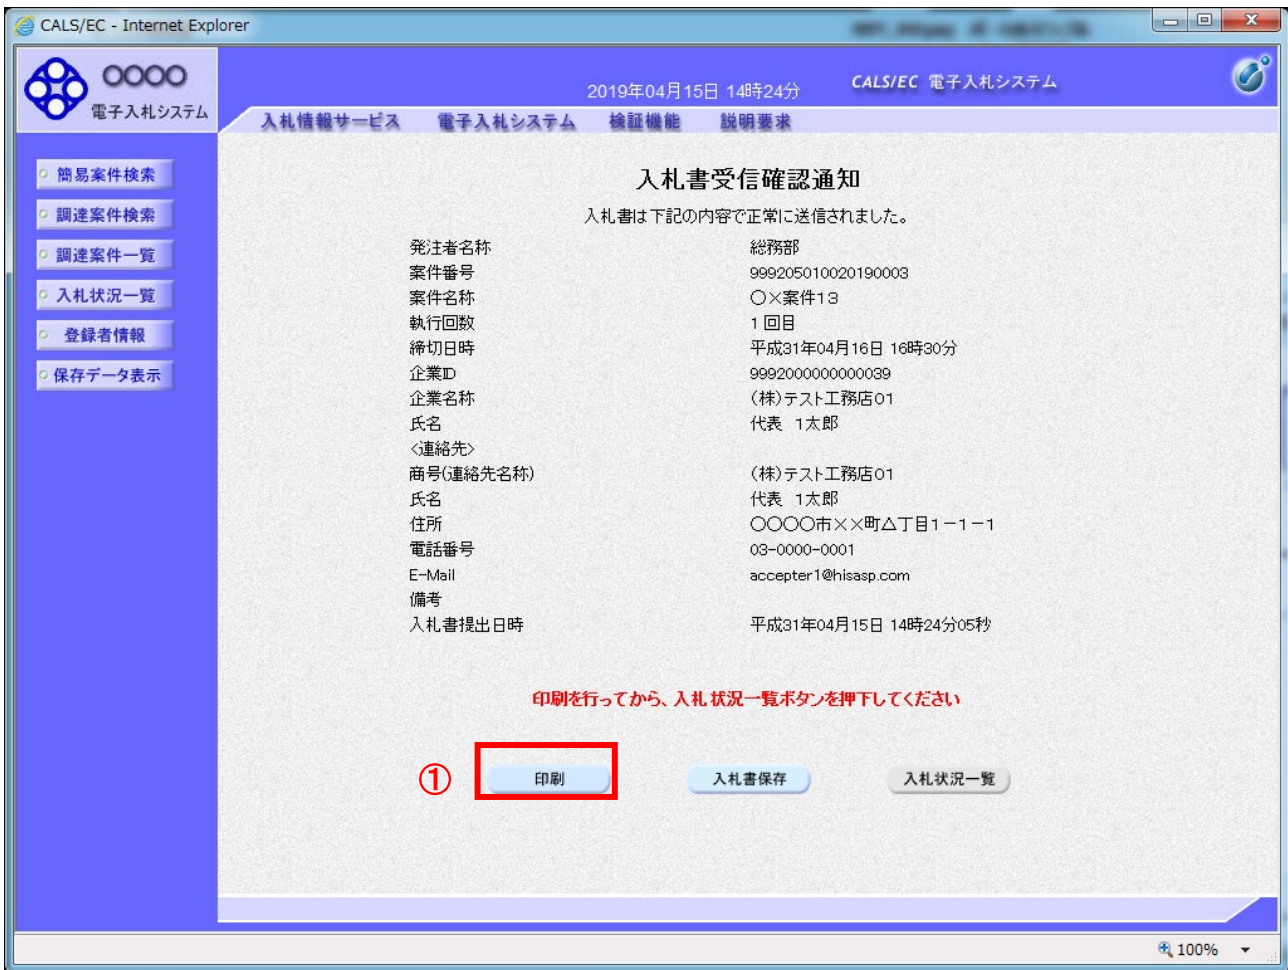 CALS/EC - Internet Explorer
〇〇〇〇
電子入札システム
2019年04月15日 14時24分
CALS/EC 電子入札システム
入札情報サービス 電子入札システム 検証機能 説明要求
簡易案件検索
調達案件検索
調達案件一覧
入札状況一覧
登録者情報
保存データ表示
入札書受信確認通知
入札書は下記の内容で正常に送信されました。
発注者名称 総務部
案件番号 999205010020190003
案件名称 〇×案件13
執行回数 1回目
締切日時 平成31年04月16日 16時30分
企業ID 9992000000000039
企業名称 (株)テスト工務店01
氏名 代表 1太郎
<連絡先>
商号(連絡先名称) (株)テスト工務店01
氏名 代表 1太郎
住所 〇〇〇〇市××町△丁目1-1-1
電話番号 03-0000-0001
E-Mail accepter1@hisasp.com
備考
入札書提出日時 平成31年04月15日 14時24分05秒
印刷を行ってから、入札状況一覧ボタンを押下してください
① 印刷 入札書保存 入札状況一覧
100%